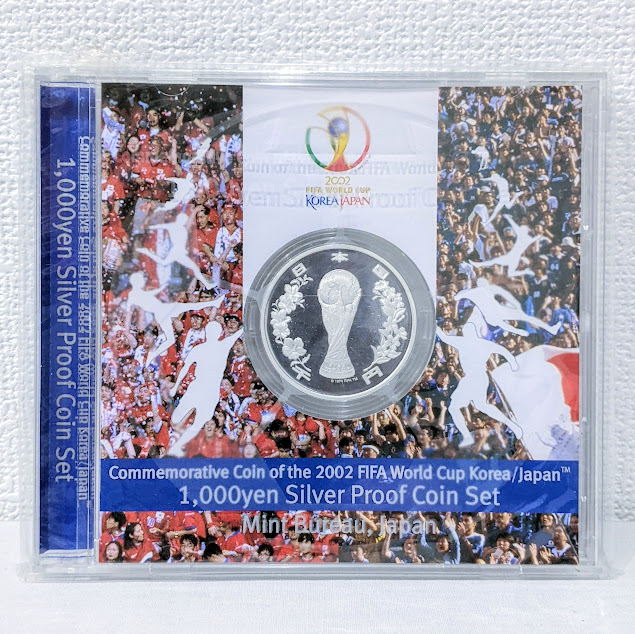 2002
FIFA WORLD CUP
KOREA JAPAN
日本国
千円
Commemorative Coin of the 2002 FIFA World Cup Korea/Japan™
1,000yen Silver Proof Coin Set
Mint Bureau, Japan
Commemorative Coin of the 2002 FIFA World Cup Korea/Japan™
1,000yen Silver Proof Coin Set